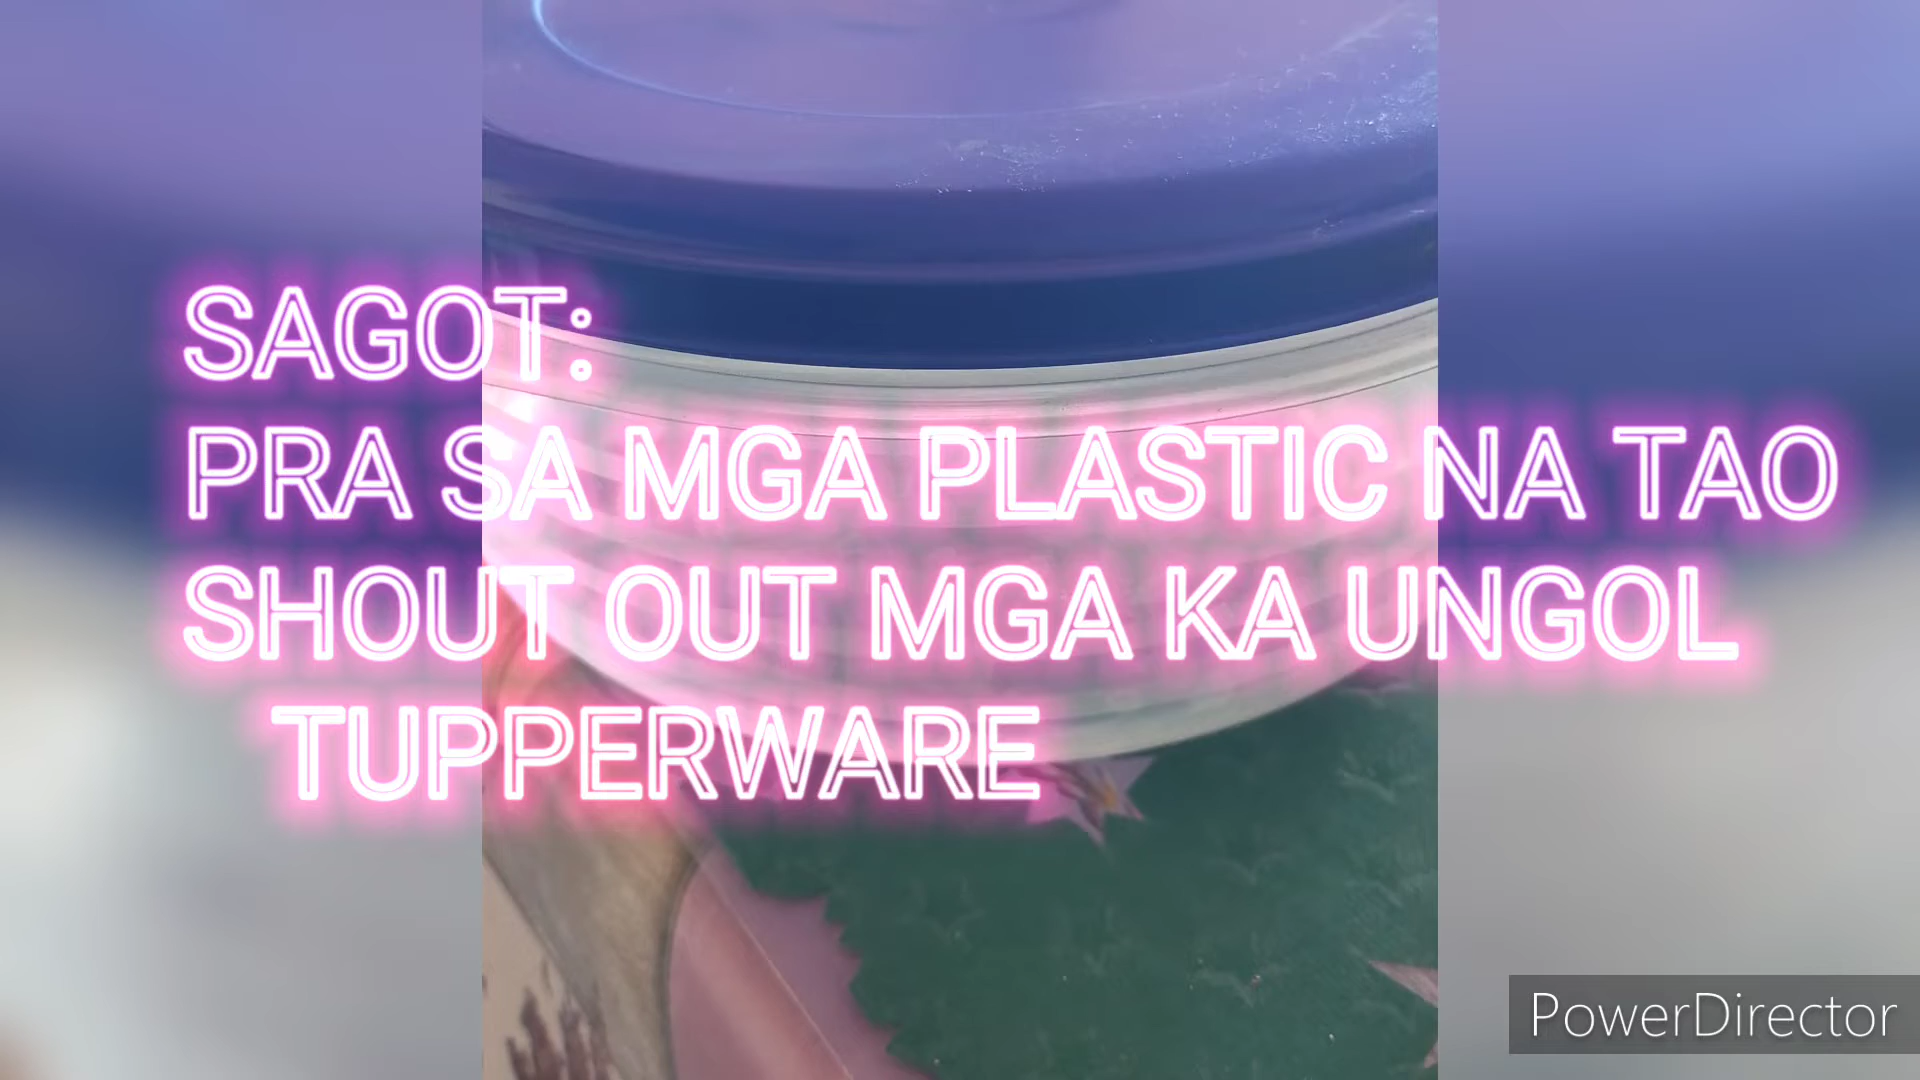 SAGOT:
PRA SA MGA PLASTIC NA TAO
SHOUT OUT MGA KA UNGOL
TUPPERWARE
PowerDirector